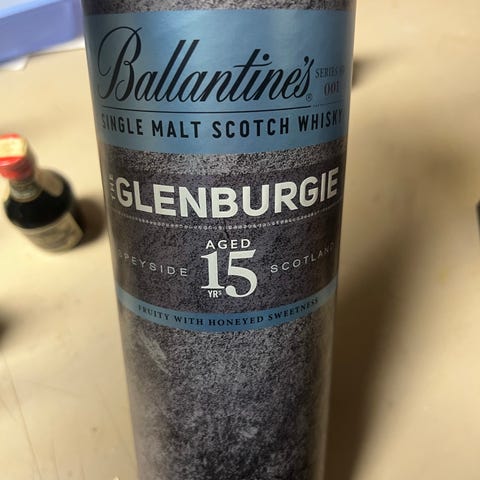 Ballantine's
SERIES Nº
001
SINGLE MALT SCOTCH WHISKY
GLENBURGIE
AGED
15
YRS
SPEYSIDE
SCOTLAND
FRUITY WITH HONEYED SWEETNESS